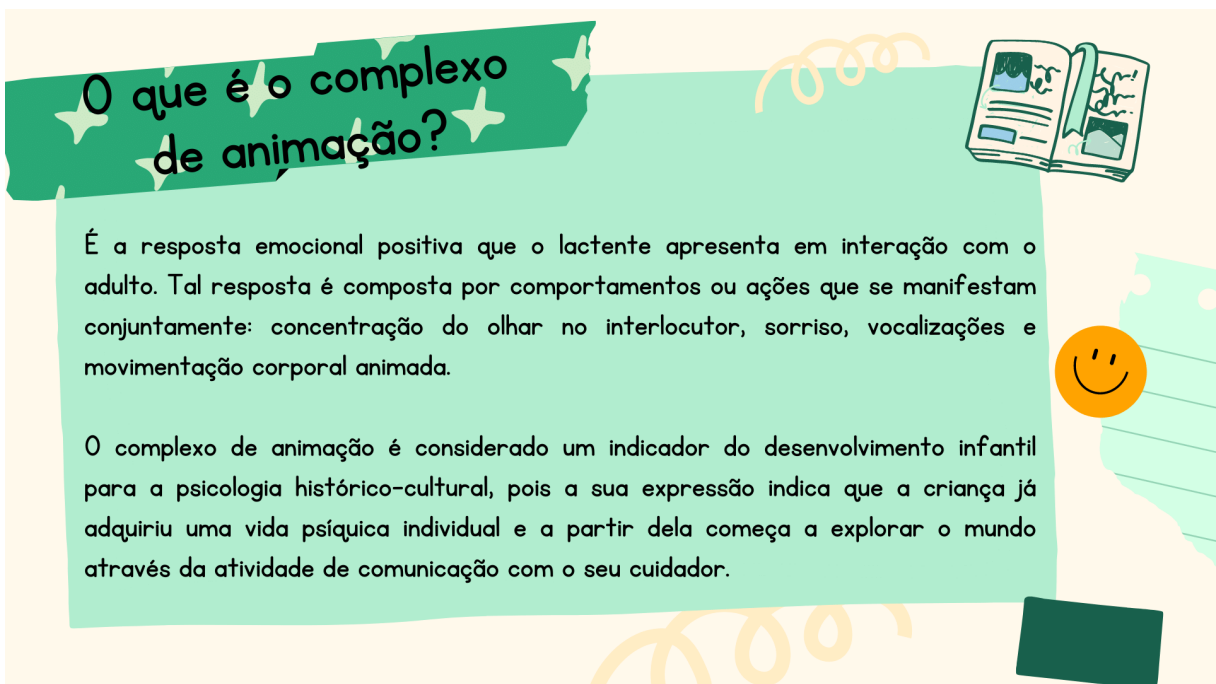 O que é o complexo
de animação?
É a resposta emocional positiva que o lactente apresenta em interação com o
adulto. Tal resposta é composta por comportamentos ou ações que se manifestam
conjuntamente: concentração do olhar no interlocutor, sorriso, vocalizações e
movimentação corporal animada.
O complexo de animação é considerado um indicador do desenvolvimento infantil
para a psicologia histórico-cultural, pois a sua expressão indica que a criança já
adquiriu uma vida psíquica individual e a partir dela começa a explorar o mundo
através da atividade de comunicação com o seu cuidador.